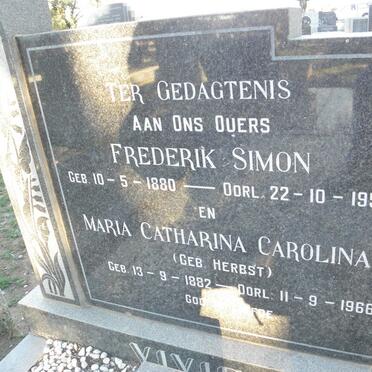 TER GEDAGTENIS
AAN ONS OUERS
FREDERIK SIMON
GEB. 10-5-1880 — OORL. 22-10-195
EN
MARIA CATHARINA CAROLINA
(GEB. HERBST)
GEB. 13-9-1882 — OORL. 11-9-1966